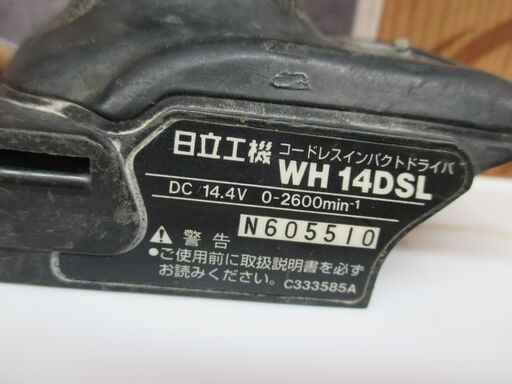 日立工機 コードレスインパクトドライバ
WH 14DSL
DC 14.4V 0-2600min-1
N605510
⚠ 警告
●ご使用前に取扱説明書を必ず
お読みください。 C333585A